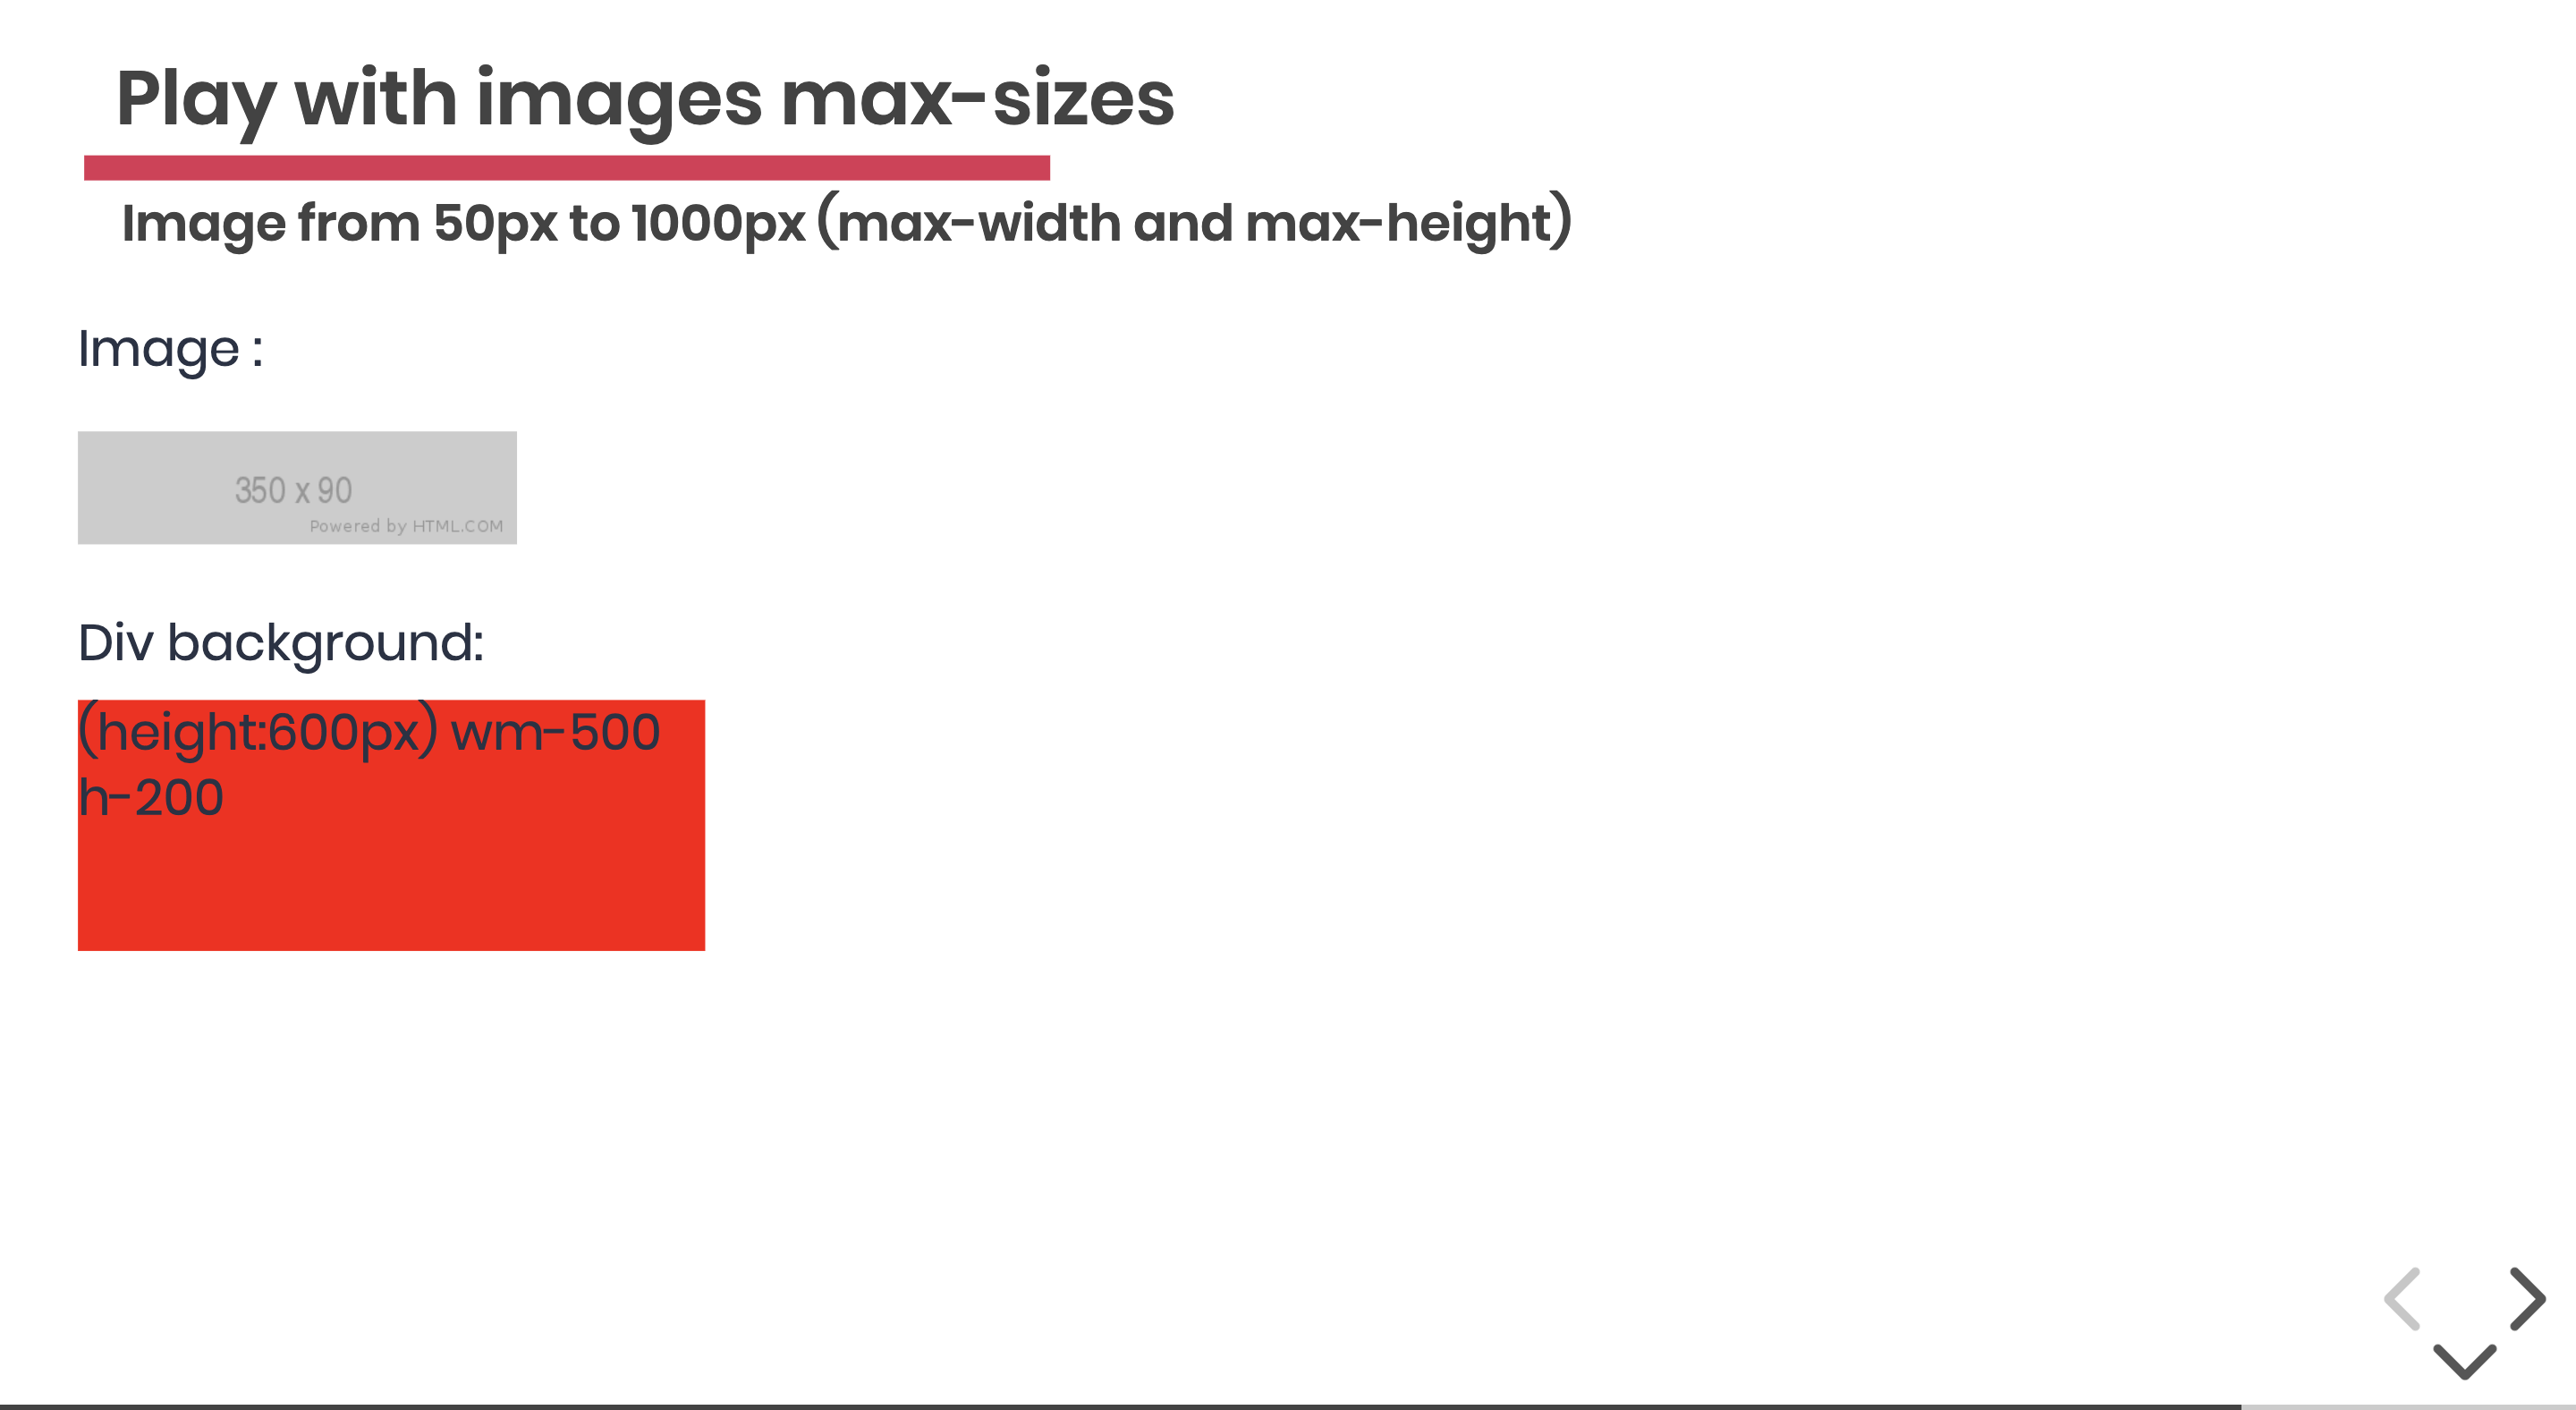 Play with images max-sizes
Image from 50px to 1000px (max-width and max-height)
Image :
350 x 90
Powered by HTML.COM
Div background:
(height:600px) wm-500
h-200